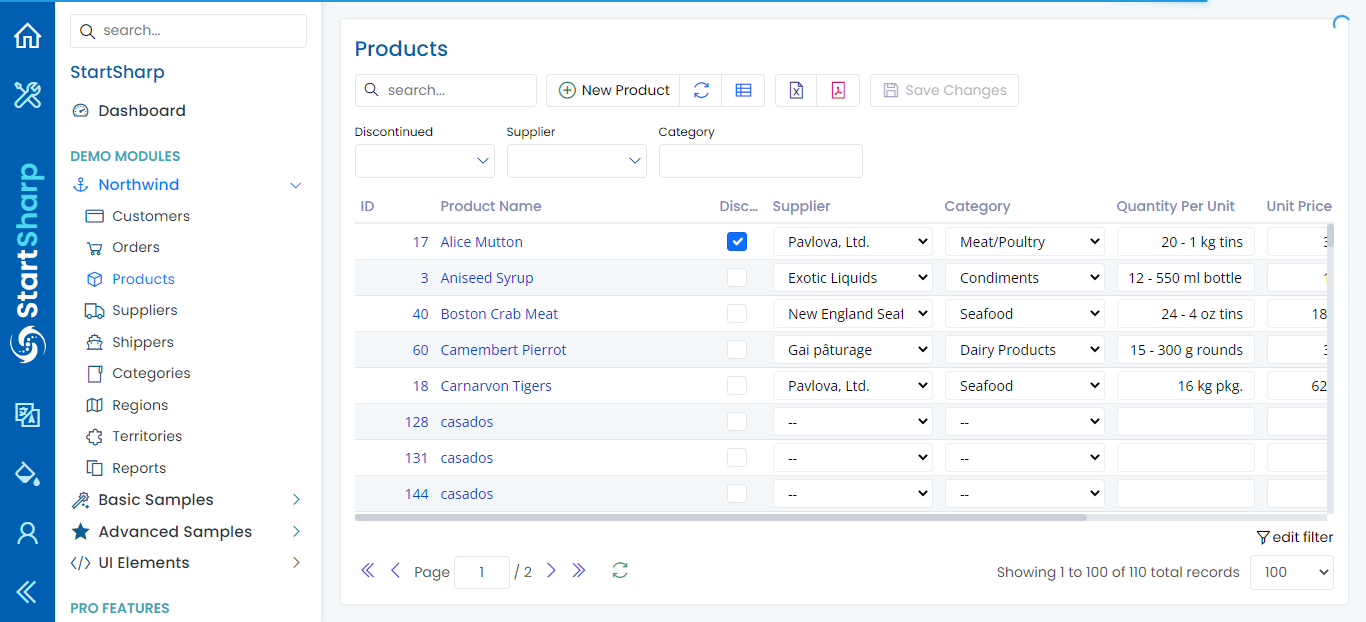 search...
StartSharp
Dashboard
DEMO MODULES
Northwind
Customers
Orders
Products
Suppliers
Shippers
Categories
Regions
Territories
Reports
Basic Samples
Advanced Samples
UI Elements
PRO FEATURES
StartSharp
Products
search...
New Product
Save Changes
Discontinued Supplier Category
ID Product Name Disc... Supplier Category Quantity Per Unit Unit Price
17 Alice Mutton Pavlova, Ltd. Meat/Poultry 20 - 1 kg tins 3
3 Aniseed Syrup Exotic Liquids Condiments 12 - 550 ml bottle 1
40 Boston Crab Meat New England Seaf Seafood 24 - 4 oz tins 18
60 Camembert Pierrot Gai pâturage Dairy Products 15 - 300 g rounds 3
18 Carnarvon Tigers Pavlova, Ltd. Seafood 16 kg pkg. 62
128 casados -- --
131 casados -- --
144 casados -- --
edit filter
Page 1 / 2
Showing 1 to 100 of 110 total records 100